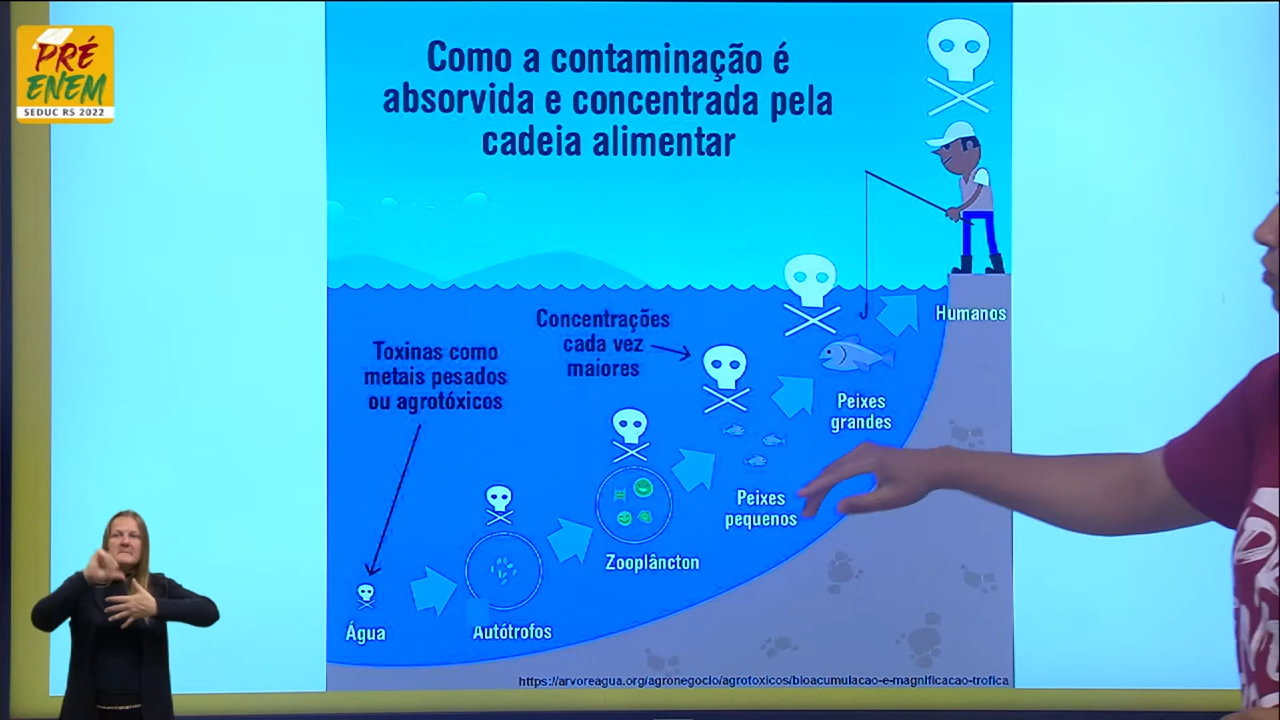 PRÉ
ENEM
SEDUC RS 2022
Como a contaminação é
absorvida e concentrada pela
cadeia alimentar
Concentrações
cada vez
maiores
Toxinas como
metais pesados
ou agrotóxicos
Humanos
Peixes
grandes
Peixes
pequenos
Zooplâncton
Autótrofos
Água
https://arvoreagua.org/agronegocio/agrotoxicos/bioacumulacao-e-magnificacao-trofica